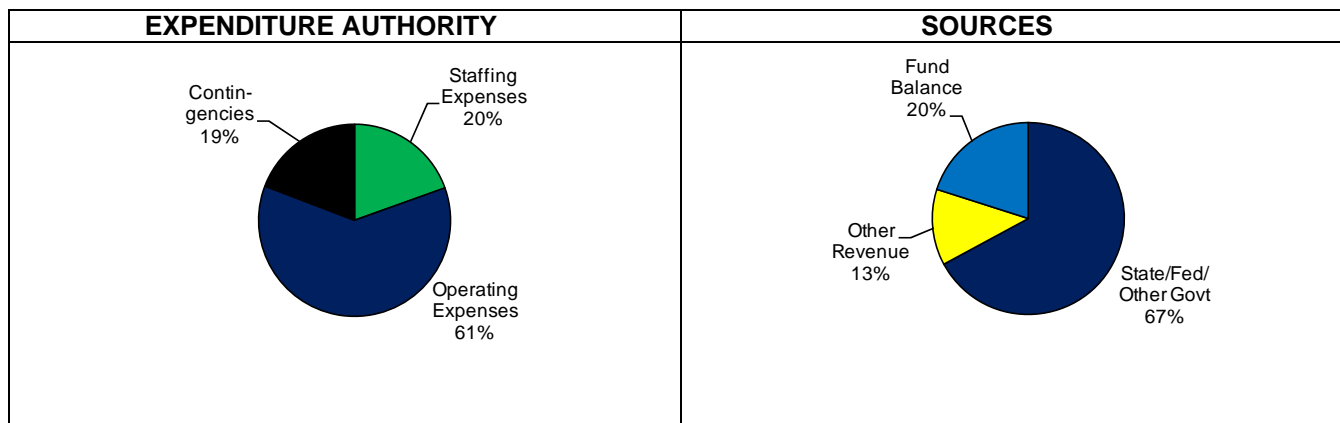 EXPENDITURE AUTHORITY
Contin-
gencies
19%
Staffing
Expenses
20%
Operating
Expenses
61%
SOURCES
Fund
Balance
20%
Other
Revenue
13%
State/Fed/
Other Govt
67%